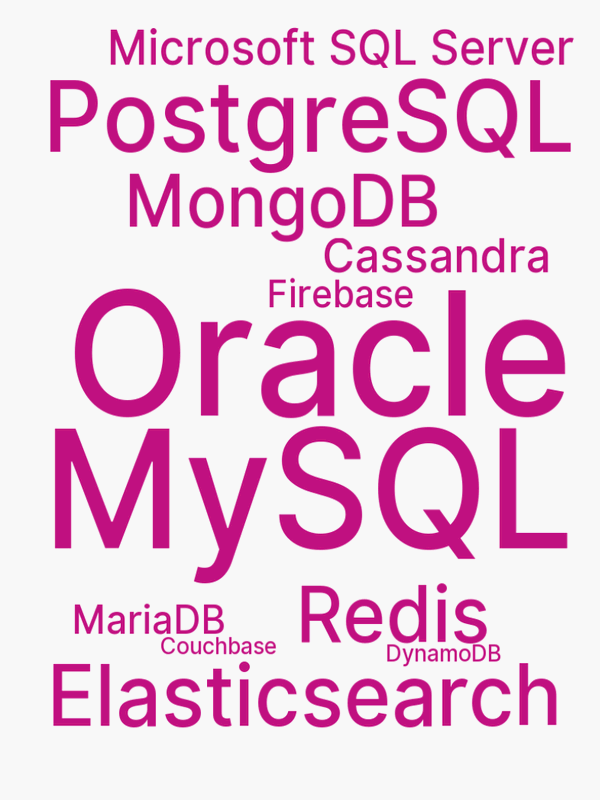 Microsoft SQL Server
PostgreSQL
MongoDB
Cassandra
Firebase
Oracle
MySQL
Redis
MariaDB
Couchbase
DynamoDB
Elasticsearch